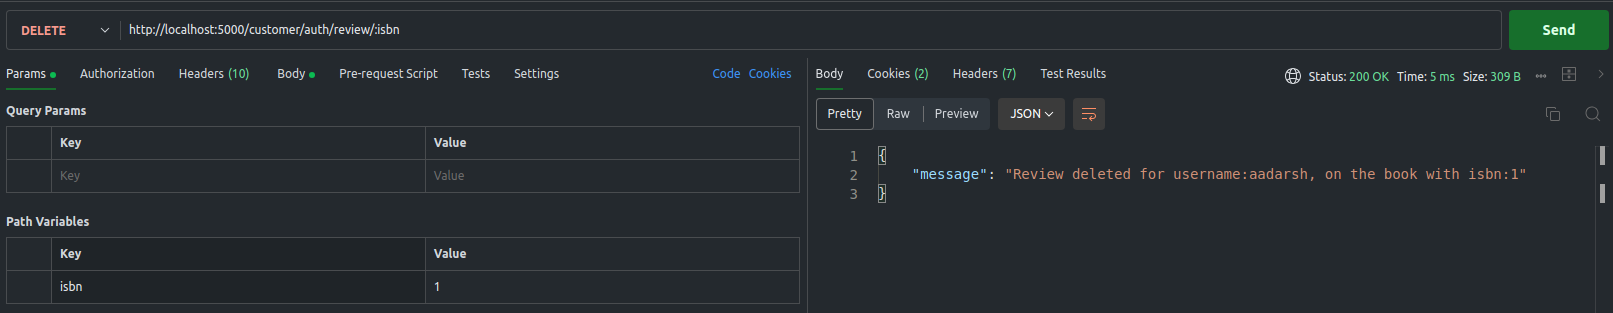 DELETE http://localhost:5000/customer/auth/review/:isbn Send
Params Authorization Headers (10) Body Pre-request Script Tests Settings Code Cookies
Query Params
Key Value
Key Value
Path Variables
Key Value
isbn 1
Body Cookies (2) Headers (7) Test Results Status: 200 OK Time: 5 ms Size: 309 B
Pretty Raw Preview JSON
1 {
2 "message": "Review deleted for username:aadarsh, on the book with isbn:1"
3 }